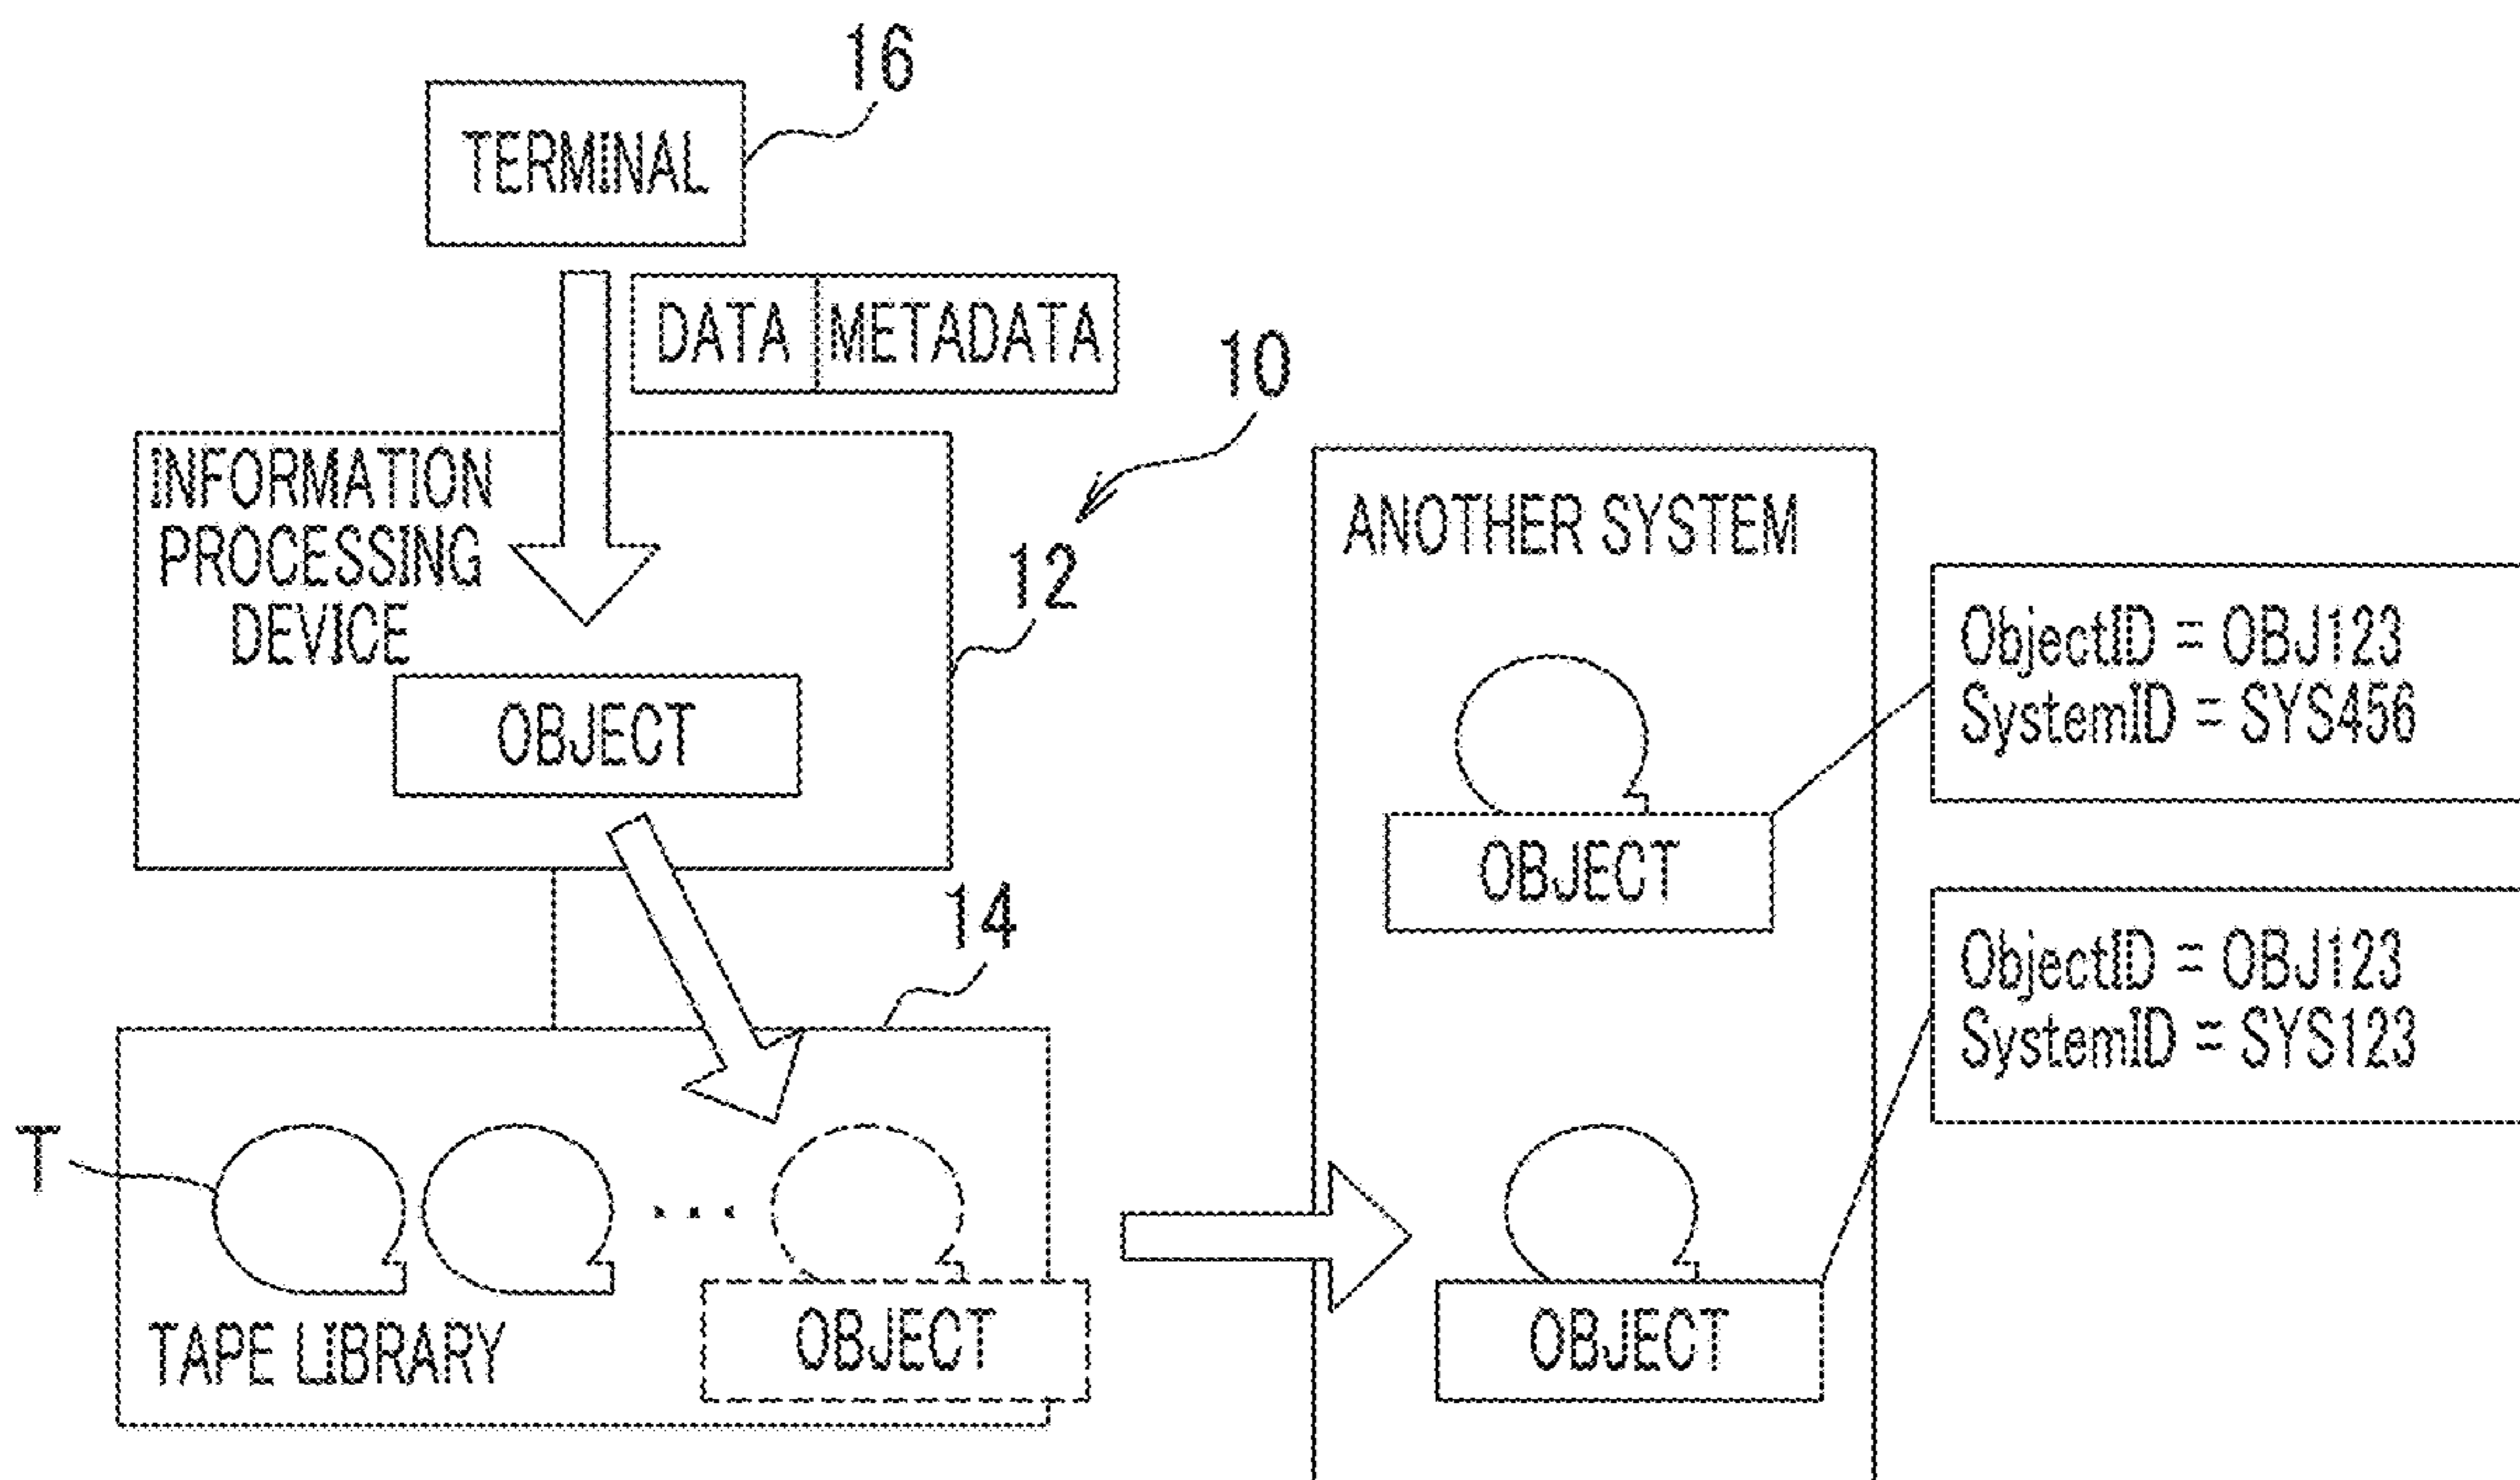 16
TERMINAL
DATA METADATA
10
INFORMATION
PROCESSING
DEVICE
12
OBJECT
14
T
...
TAPE LIBRARY
OBJECT
ANOTHER SYSTEM
OBJECT
ObjectID = OBJ123
SystemID = SYS456
ObjectID = OBJ123
SystemID = SYS123
OBJECT